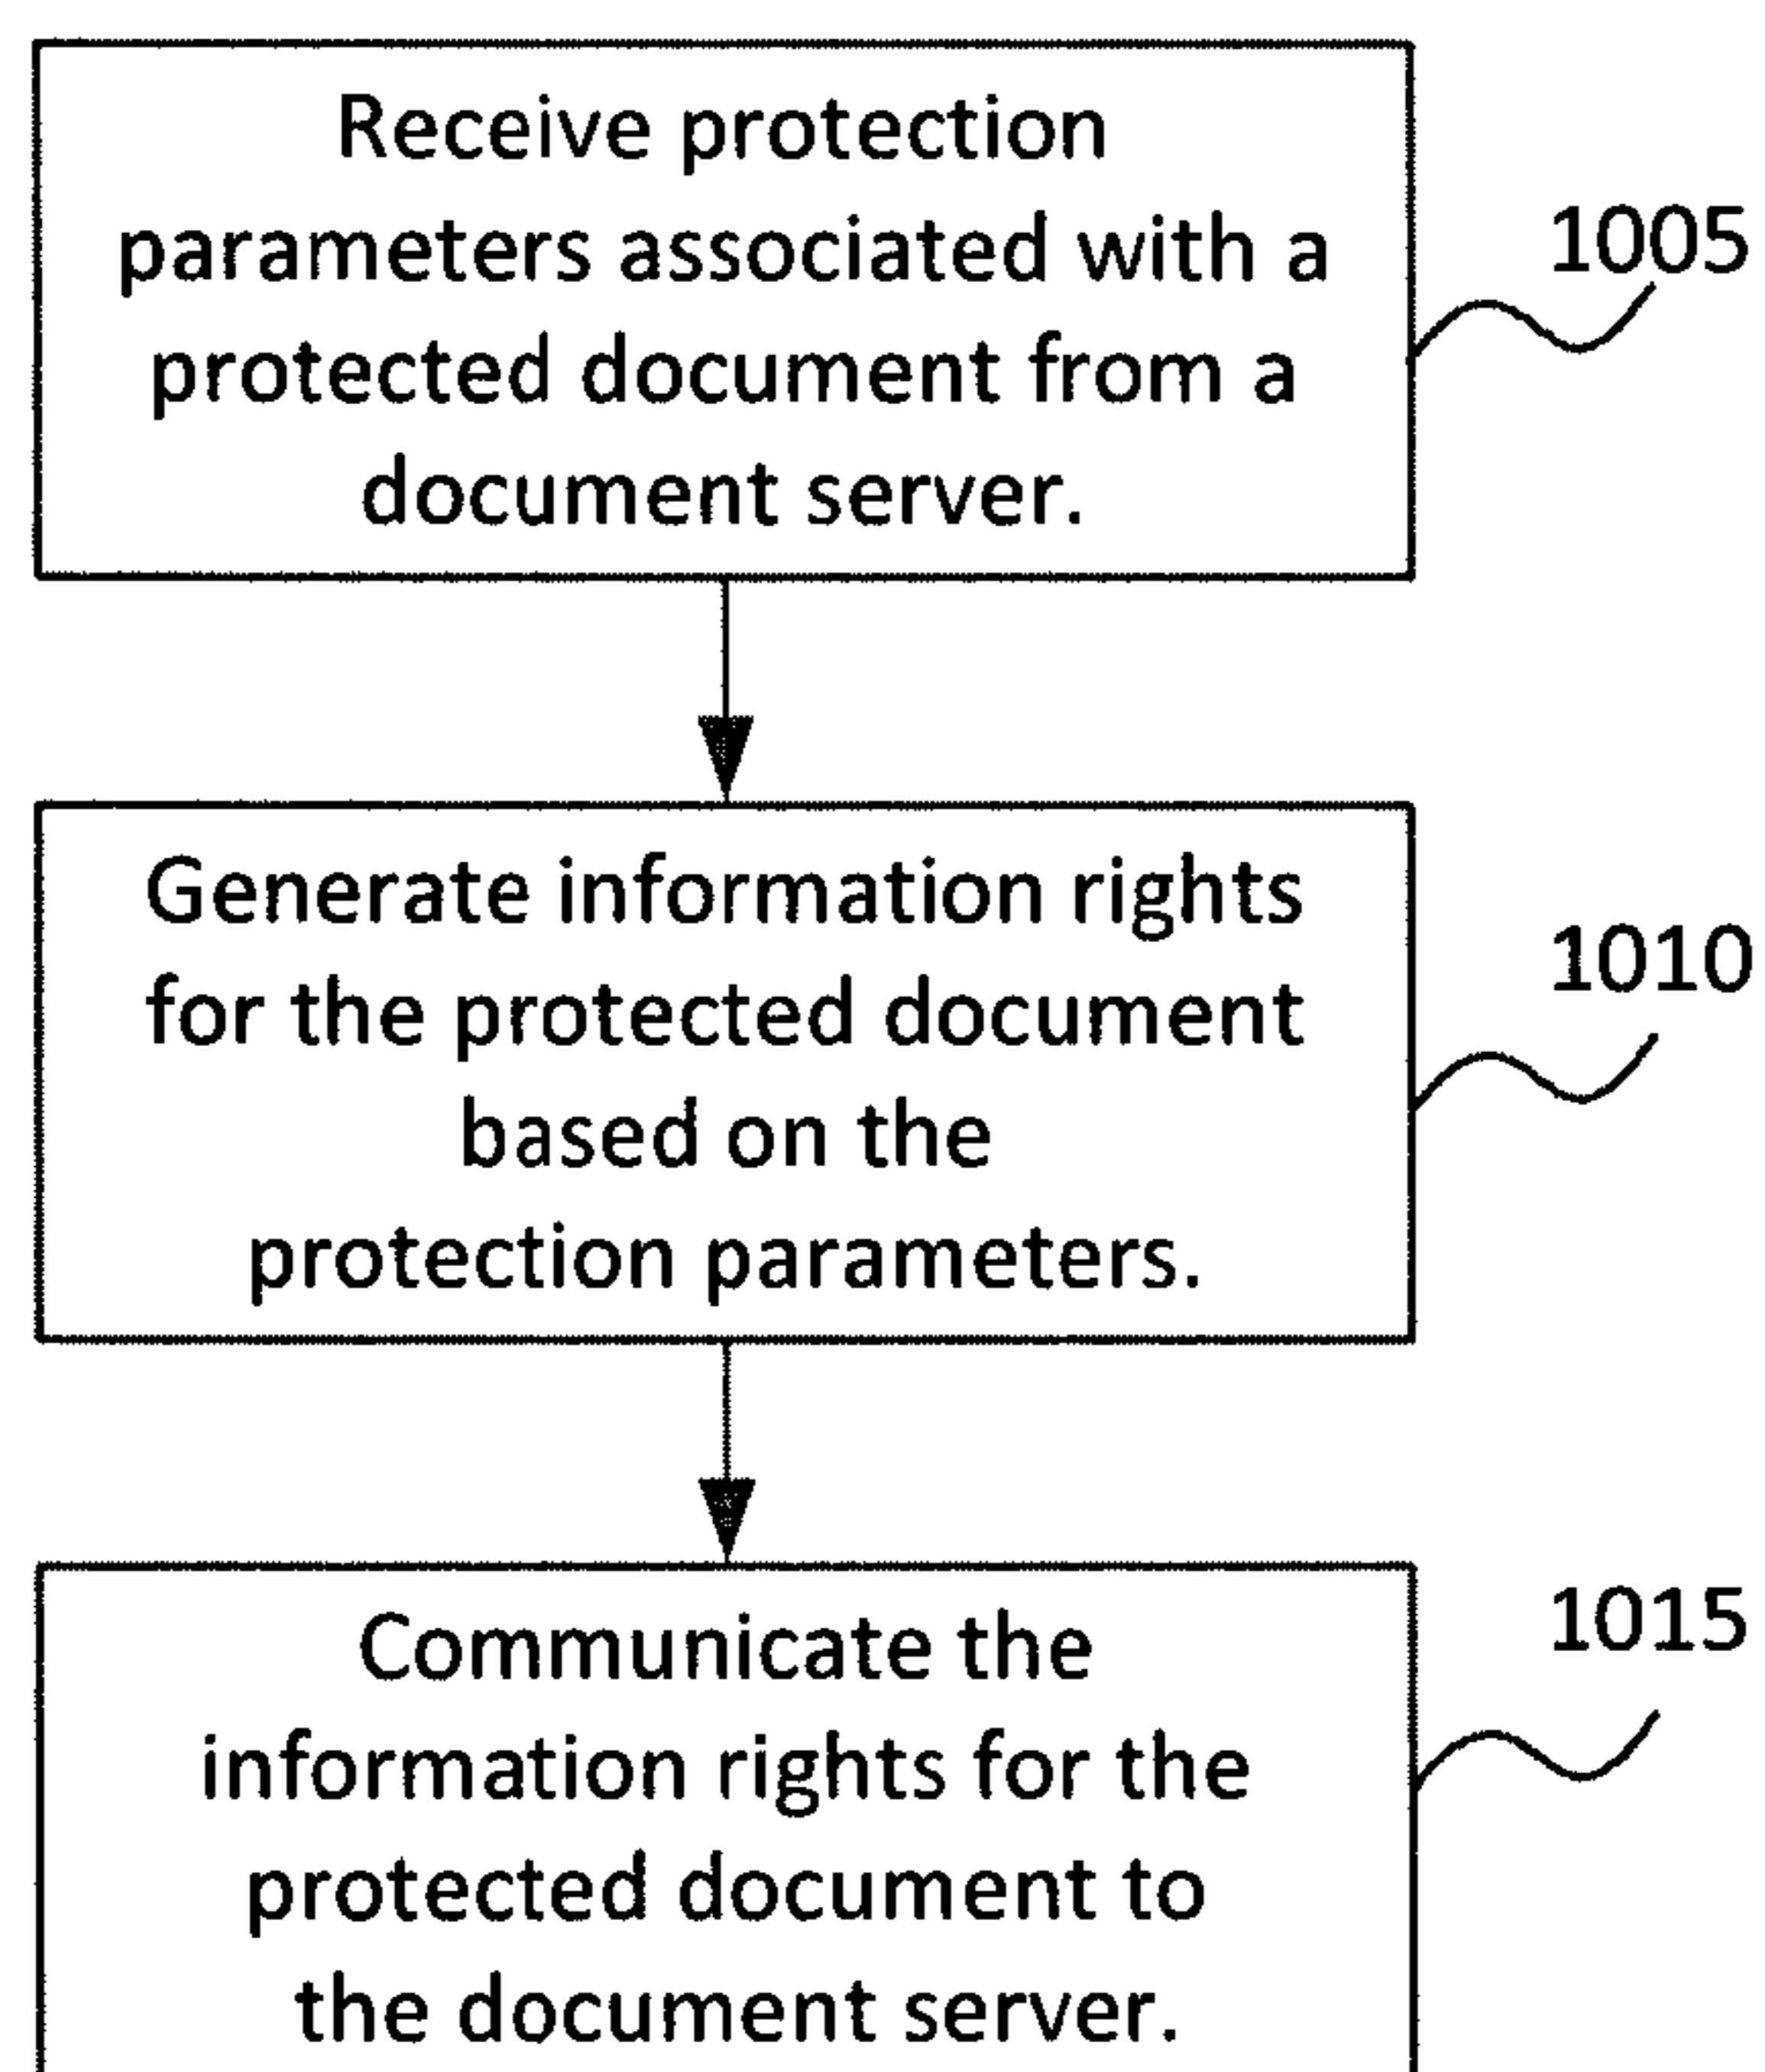 Receive protection
parameters associated with a
protected document from a
document server.
1005
Generate information rights
for the protected document
based on the
protection parameters.
1010
Communicate the
information rights for the
protected document to
the document server.
1015